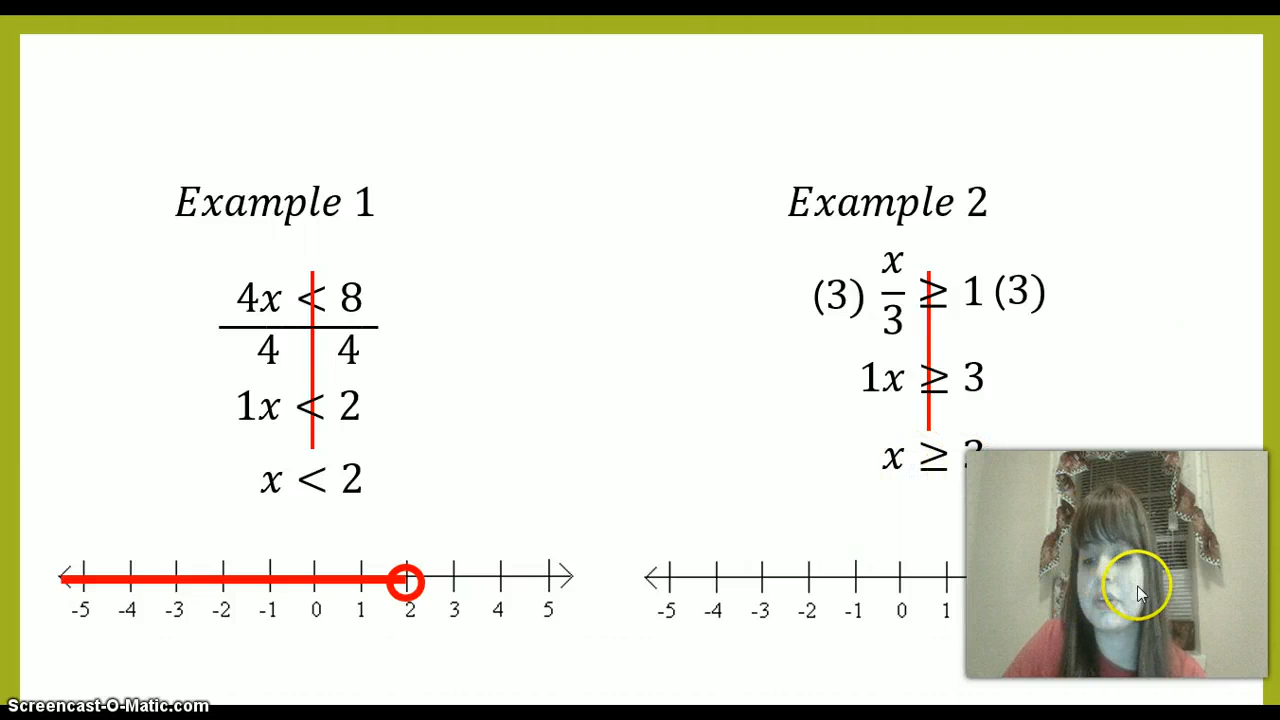 Example 1
4x < 8
4 4
1x < 2
x < 2
-5 -4 -3 -2 -1 0 1 2 3 4 5
Example 2
(3) x/3 ≥ 1 (3)
1x ≥ 3
x ≥
-5 -4 -3 -2 -1 0 1
Screencast-O-Matic.com